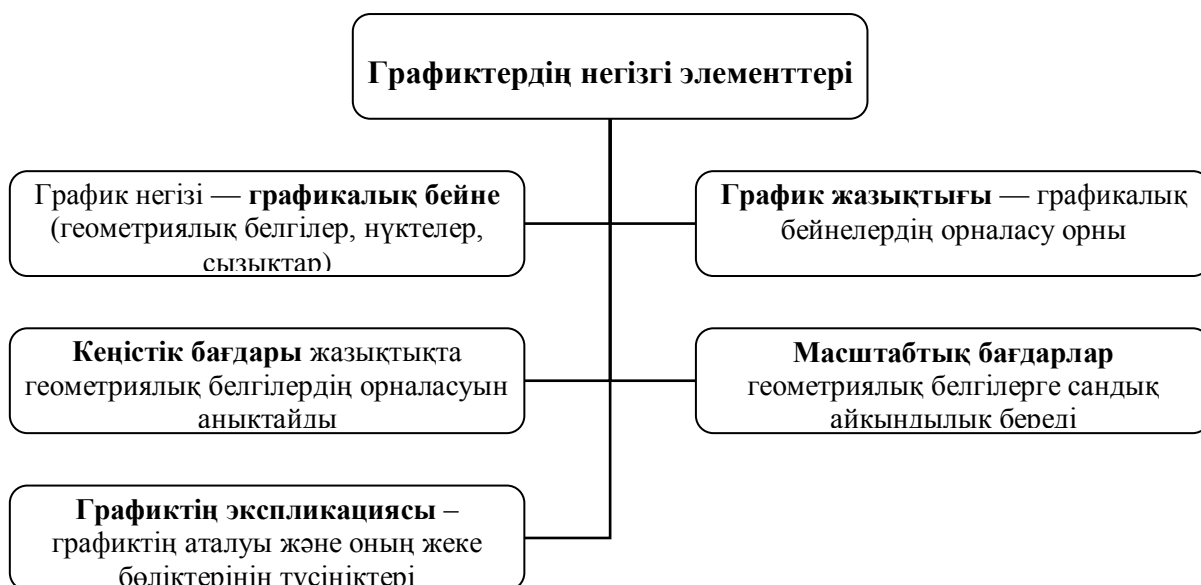 Графиктердің негізгі элементтері
График негізі — графикалық бейне
(геометриялық белгілер, нүктелер,
сызықтар)
График жазықтығы — графикалық
бейнелердің орналасу орны
Кеңістік бағдары жазықтықта
геометриялық белгілердің орналасуын
анықтайды
Масштабтық бағдарлар
геометриялық белгілерге сандық
айқындылық береді
Графиктің экспликациясы –
графиктің аталуы және оның жеке
бөліктерінің түсініктері